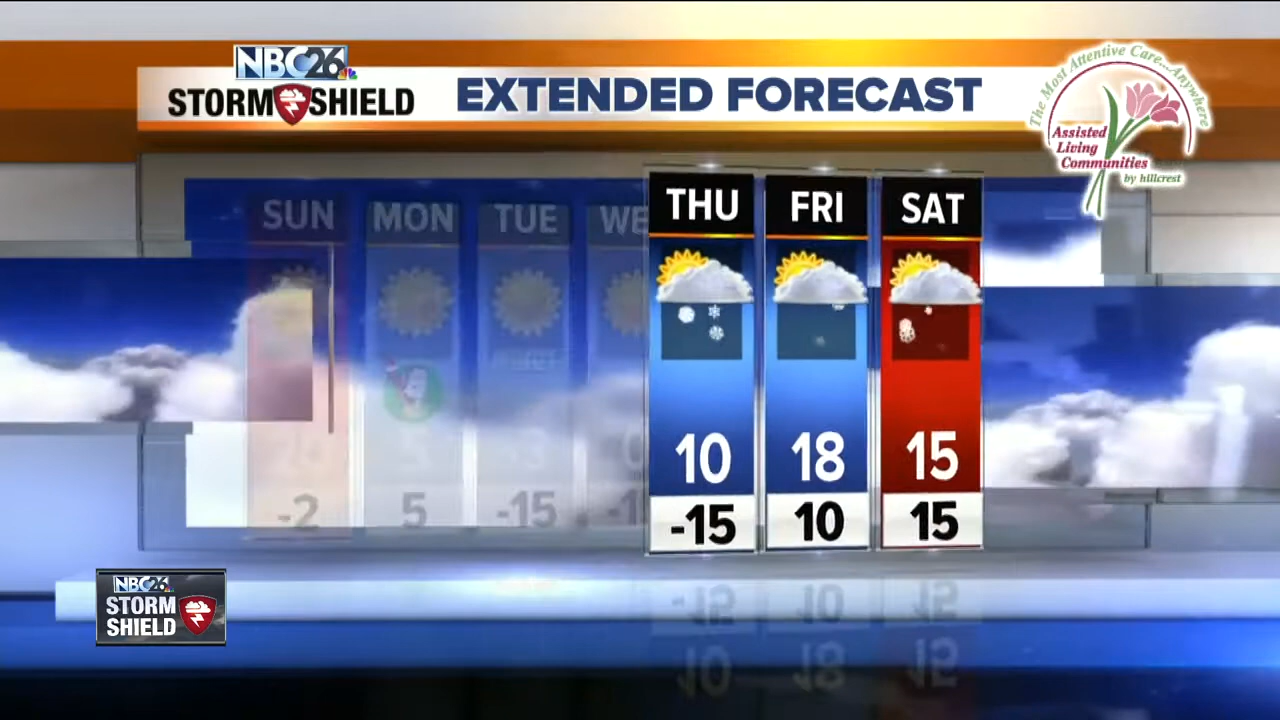 NBC26
STORM SHIELD
EXTENDED FORECAST
The Most Attentive Care...Anywhere
Assisted
Living
Communities
by hillcrest
SUN MON TUE WE THU FRI SAT
10 18 15
-2 5 -15 -15 10 15
NBC26
STORM
SHIELD